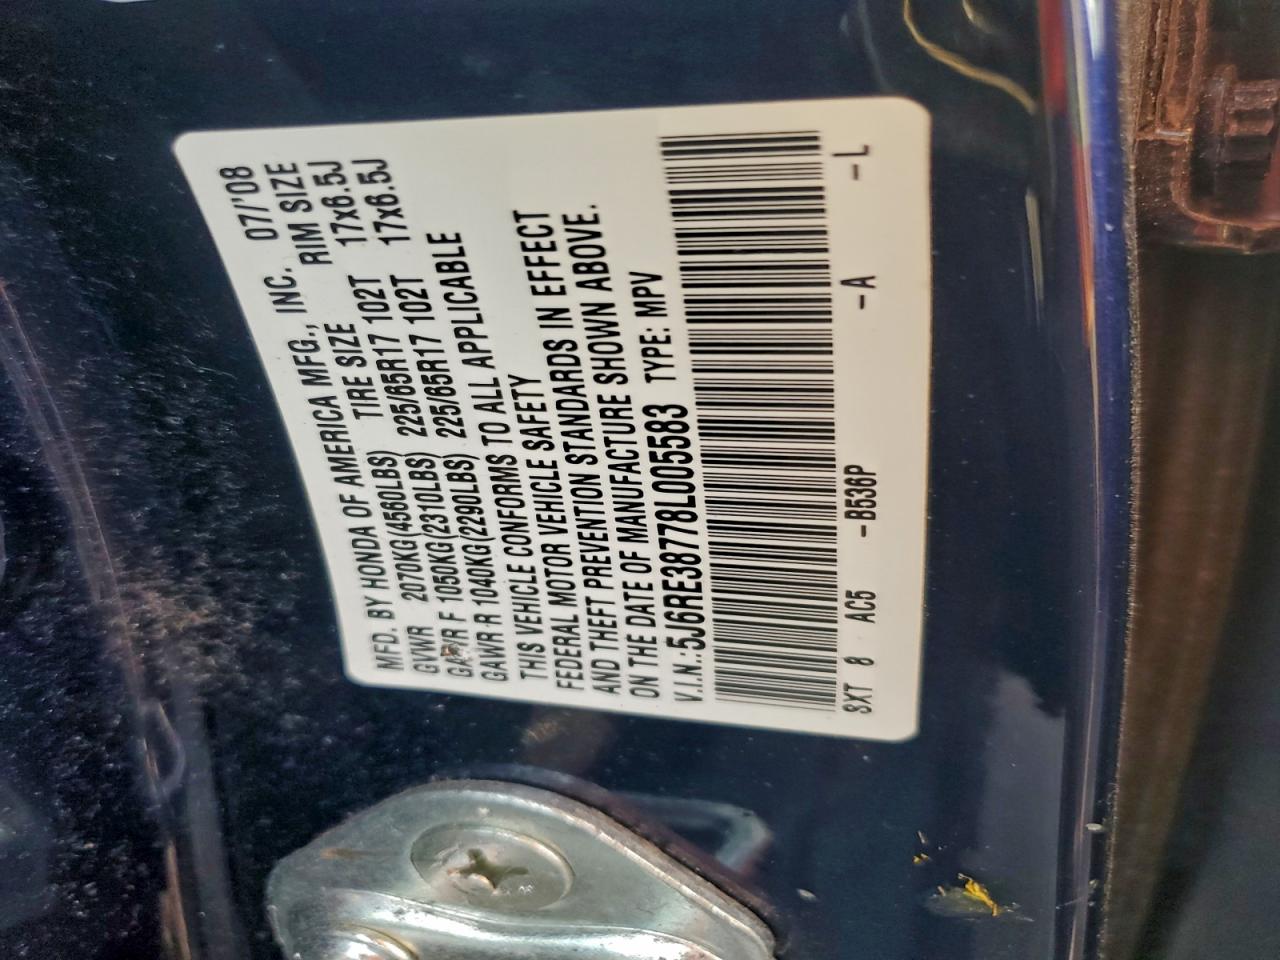 MFD. BY HONDA OF AMERICA MFG., INC. 07/'08
GVWR 2070KG(4560LBS) TIRE SIZE RIM SIZE
GAWR F 1050KG(2310LBS) 225/65R17 102T 17x6.5J
GAWR R 1040KG(2290LBS) 225/65R17 102T 17x6.5J
THIS VEHICLE CONFORMS TO ALL APPLICABLE
FEDERAL MOTOR VEHICLE SAFETY
AND THEFT PREVENTION STANDARDS IN EFFECT
ON THE DATE OF MANUFACTURE SHOWN ABOVE.
V.I.N.:5J6RE38778L005583 TYPE: MPV
SXT 8 AC5 -B536P -A -L